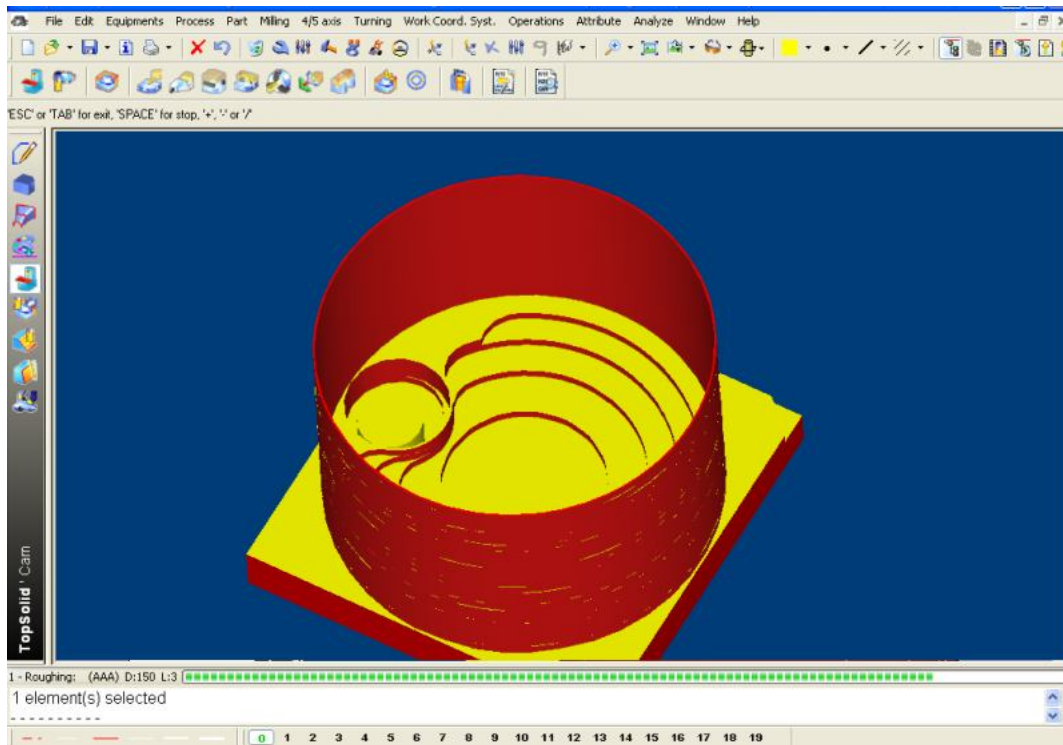 File Edit Equipments Process Part Milling 4/5 axis Turning Work Coord. Syst. Operations Attribute Analyze Window Help
'ESC' or 'TAB' for exit, 'SPACE' for stop, '+', '-' or '/'
TopSolid'Cam
1 - Roughing: (AAA) D:150 L:3
1 element(s) selected
----------
0 1 2 3 4 5 6 7 8 9 10 11 12 13 14 15 16 17 18 19